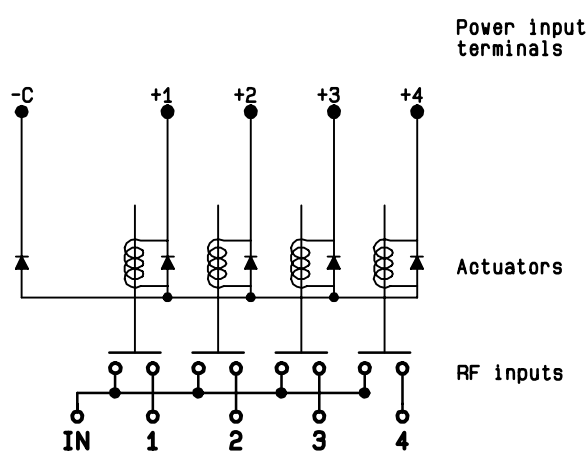 Power input
terminals
-C +1 +2 +3 +4
Actuators
RF inputs
IN 1 2 3 4